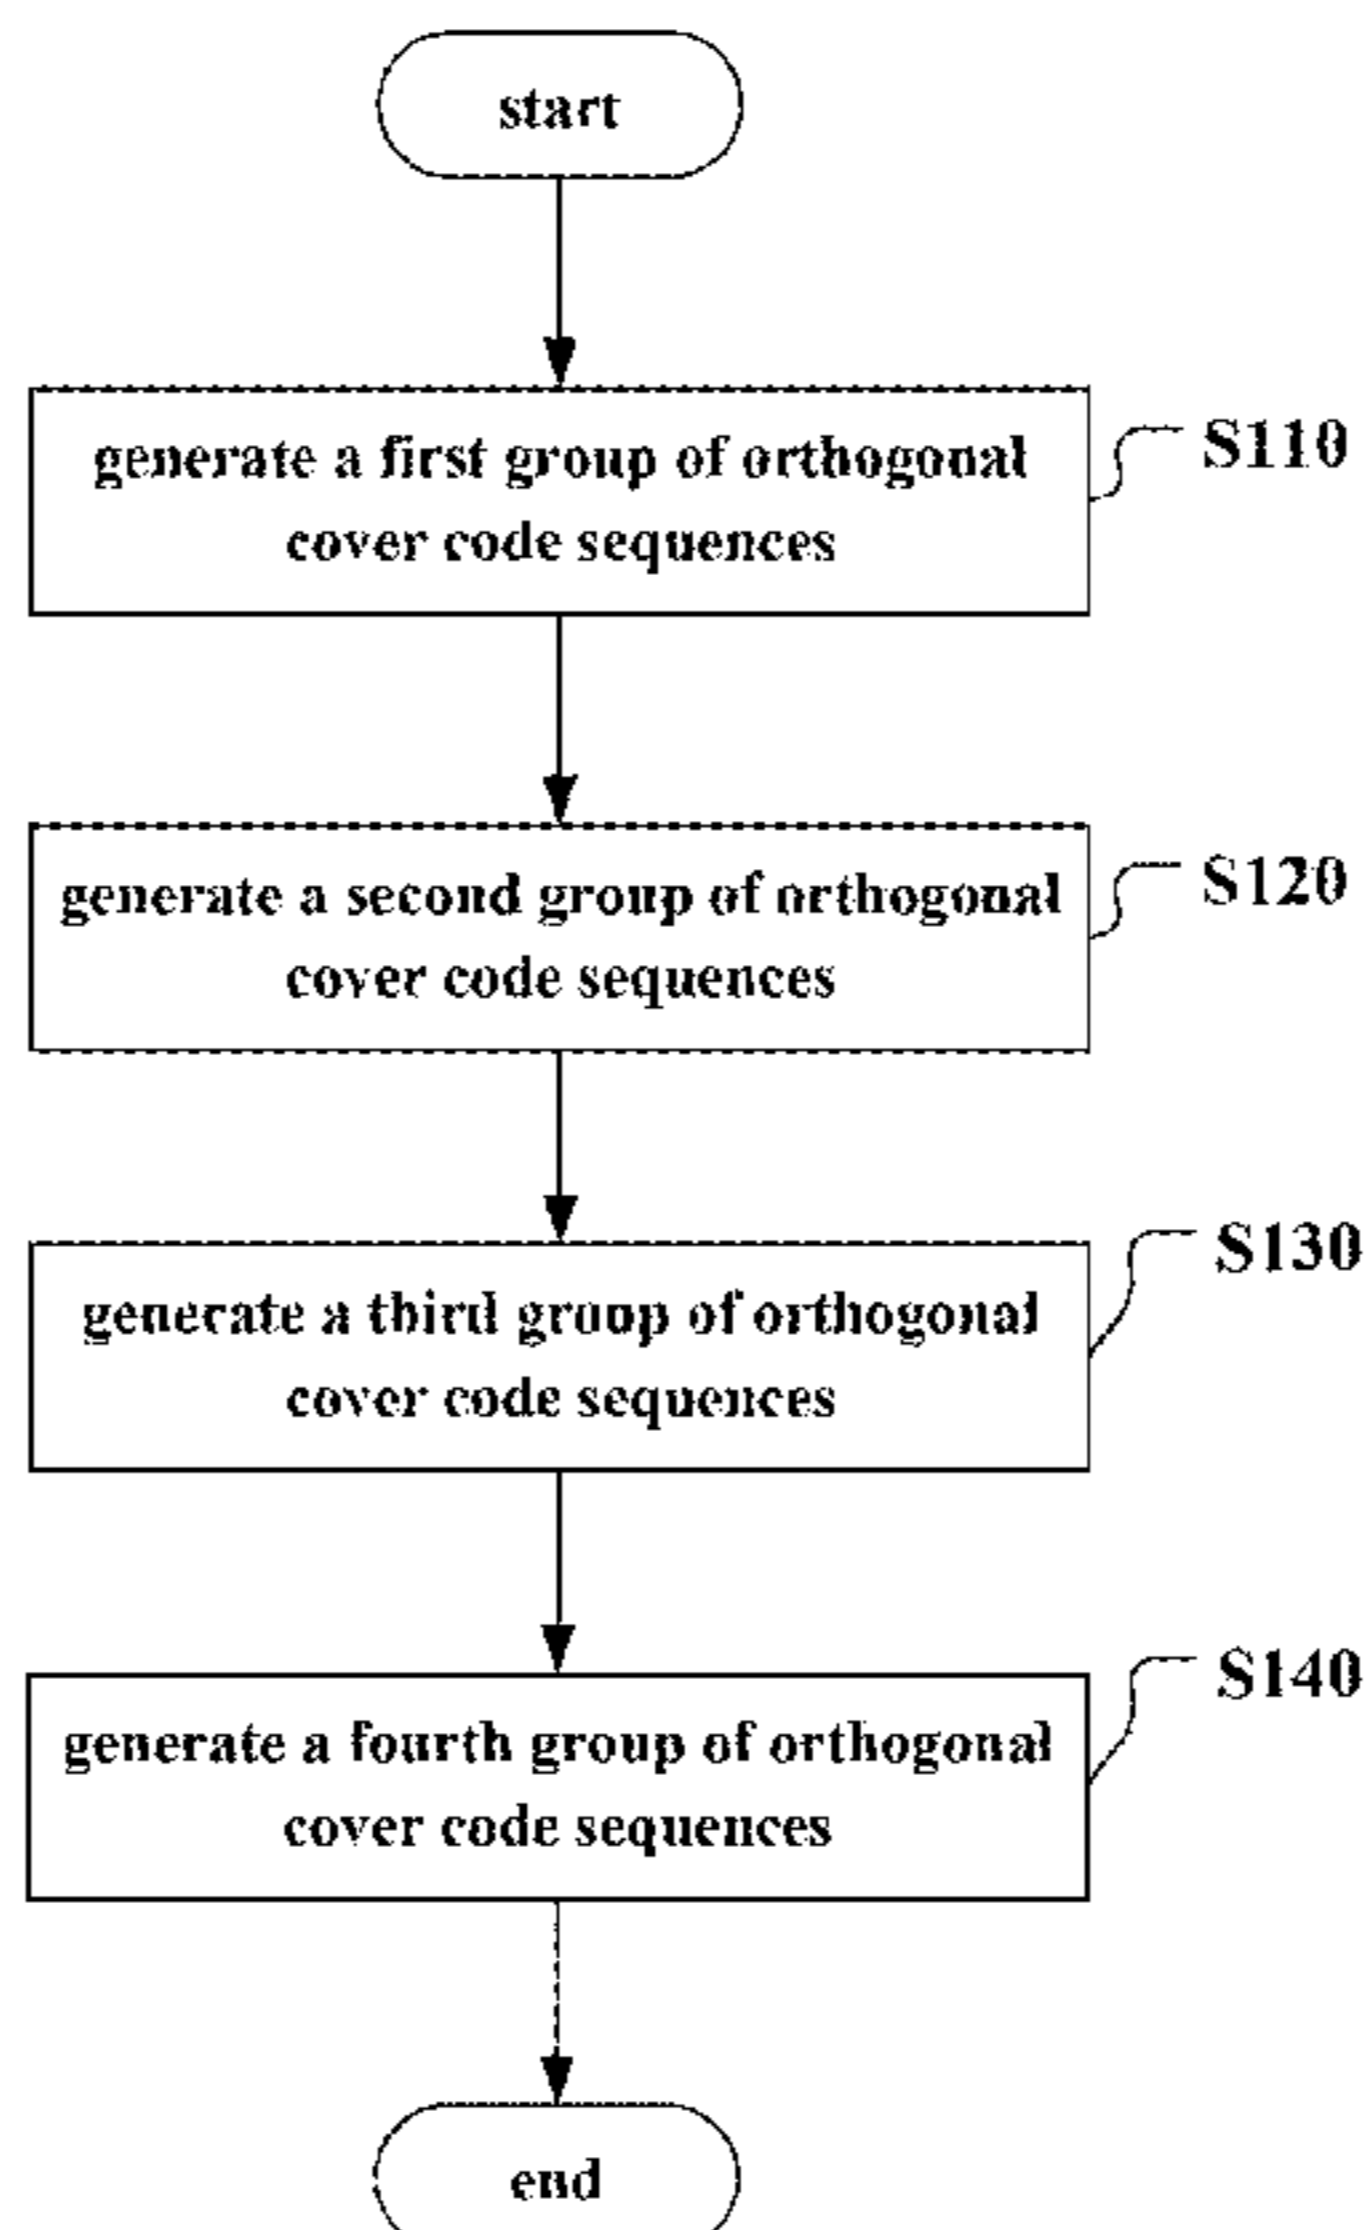 start
generate a first group of orthogonal
cover code sequences
S110
generate a second group of orthogonal
cover code sequences
S120
generate a third group of orthogonal
cover code sequences
S130
generate a fourth group of orthogonal
cover code sequences
S140
end